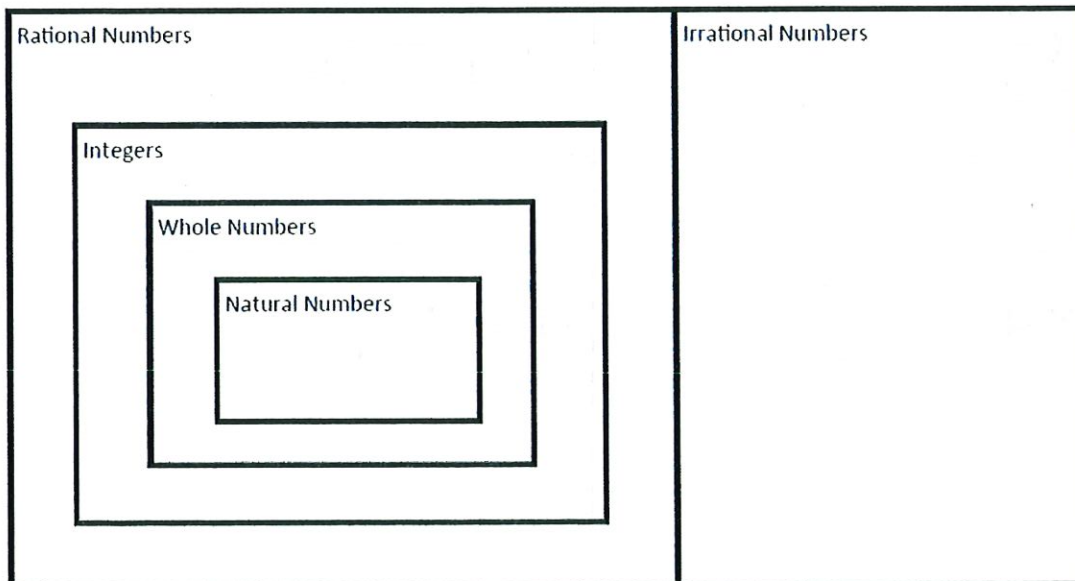 Rational Numbers
Irrational Numbers
Integers
Whole Numbers
Natural Numbers